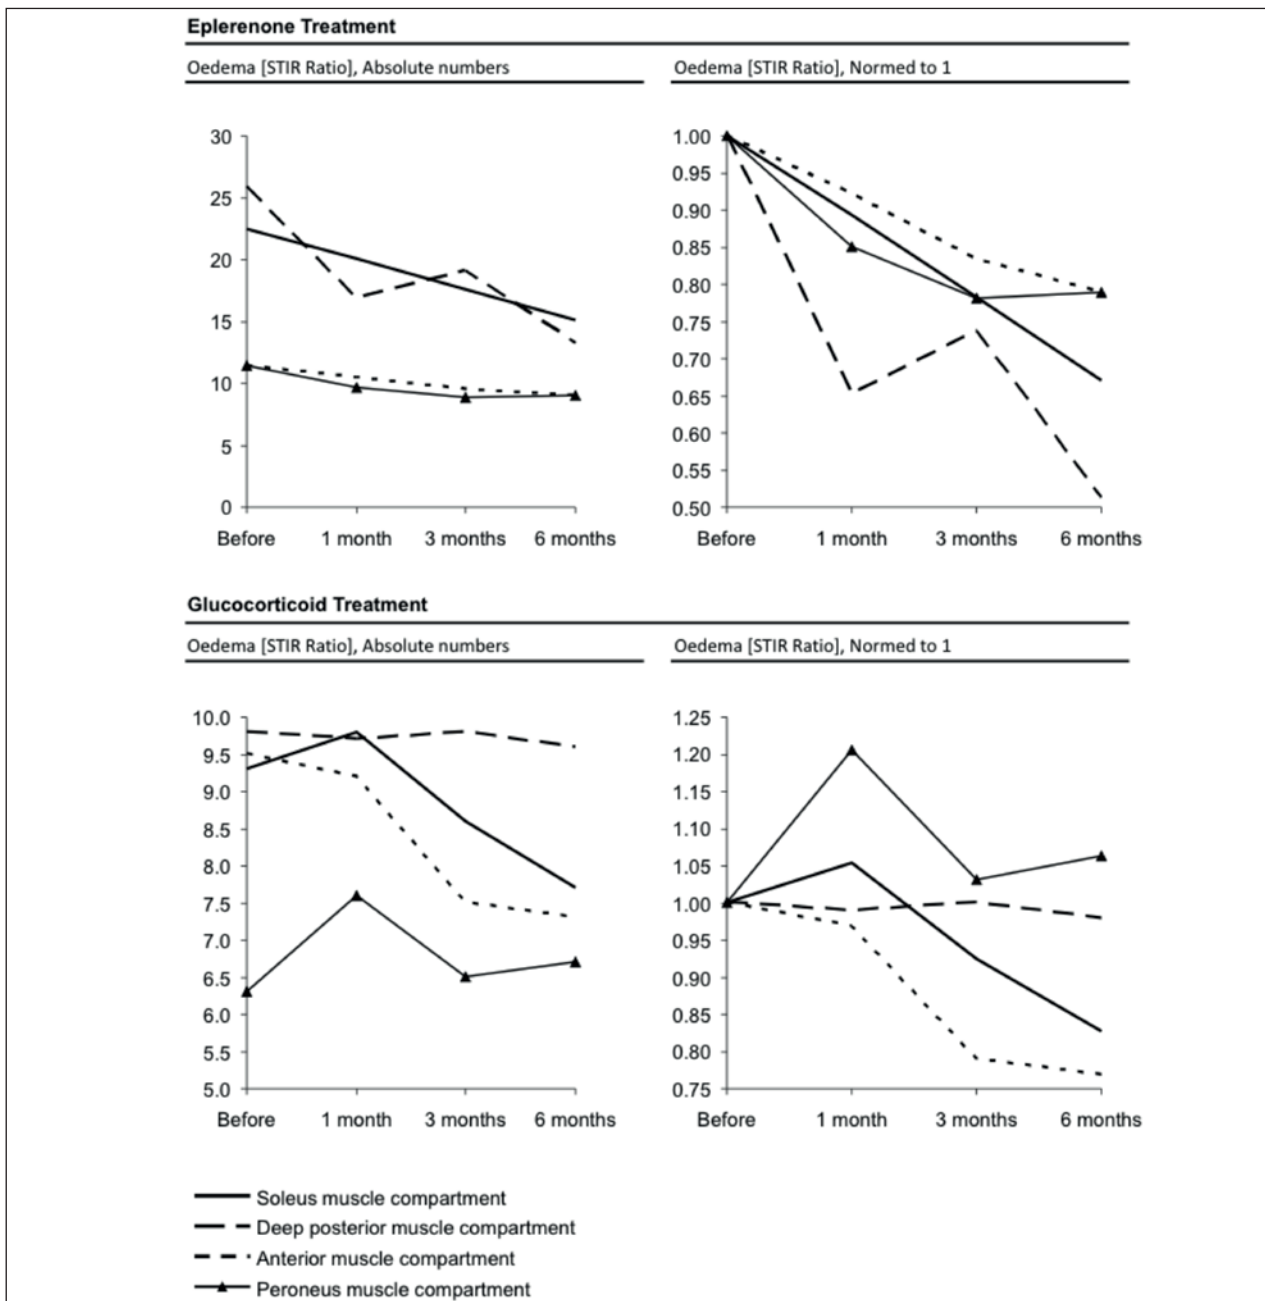 Eplerenone Treatment
Oedema [STIR Ratio], Absolute numbers
30
25
20
15
10
5
0
Before 1 month 3 months 6 months
Oedema [STIR Ratio], Normed to 1
1.00
0.95
0.90
0.85
0.80
0.75
0.70
0.65
0.60
0.55
0.50
Before 1 month 3 months 6 months
Glucocorticoid Treatment
Oedema [STIR Ratio], Absolute numbers
10.0
9.5
9.0
8.5
8.0
7.5
7.0
6.5
6.0
5.5
5.0
Before 1 month 3 months 6 months
Oedema [STIR Ratio], Normed to 1
1.25
1.20
1.15
1.10
1.05
1.00
0.95
0.90
0.85
0.80
0.75
Before 1 month 3 months 6 months
Soleus muscle compartment
Deep posterior muscle compartment
Anterior muscle compartment
Peroneus muscle compartment